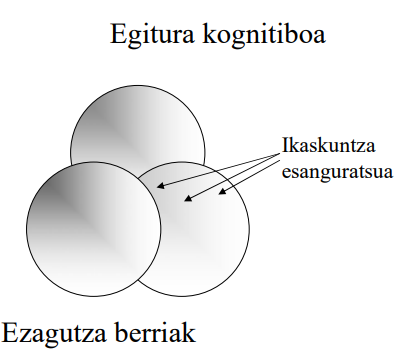 Egitura kognitiboa
Ikaskuntza
esanguratsua
Ezagutza berriak